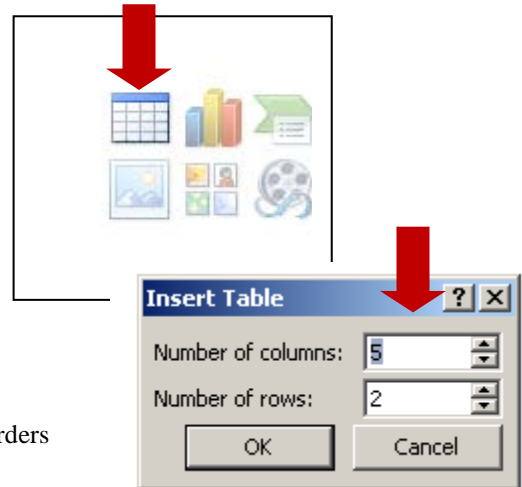 Insert Table
Number of columns: 5
Number of rows: 2
rders
OK Cancel